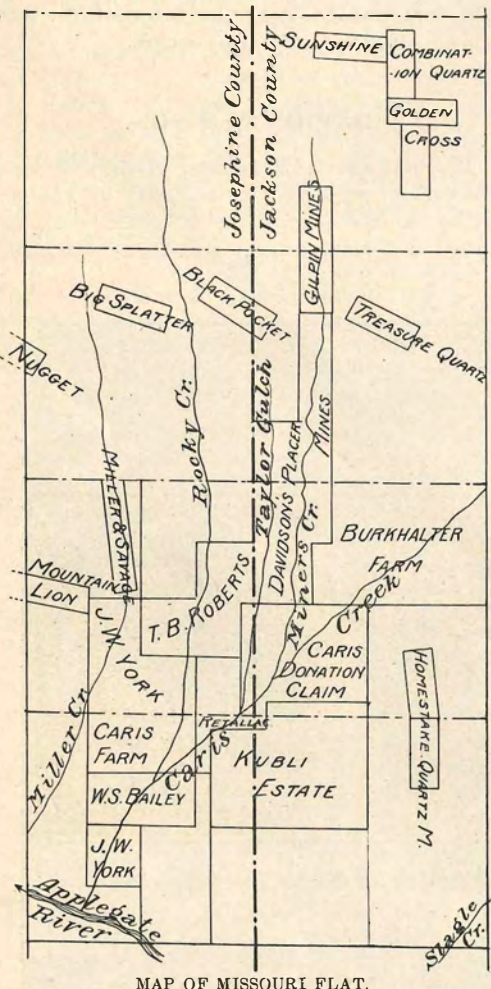 Josephine County
Jackson County
SUNSHINE
COMBINAT-
-ION QUARTZ
GOLDEN
CROSS
GILPIN MINES
BIG SPLATTER
BLACK POCKET
TREASURE QUARTZ
NUGGET
Rocky Cr.
Taylor Gulch
MINES
MILLER & SAVAGE
DAVIDSON'S PLACER
Miners Cr.
BURKHALTER
FARM
MOUNTAIN
LION
J.W. YORK
T.B. ROBERTS
Caris Creek
CARIS
DONATION
CLAIM
Miller Cr.
RETALLAS
CARIS
FARM
KUBLI
ESTATE
HOMESTAKE QUARTZ M.
W.S. BAILEY
J.W.
YORK
Applegate
River
Slagle
Cr.
MAP OF MISSOURI FLAT.